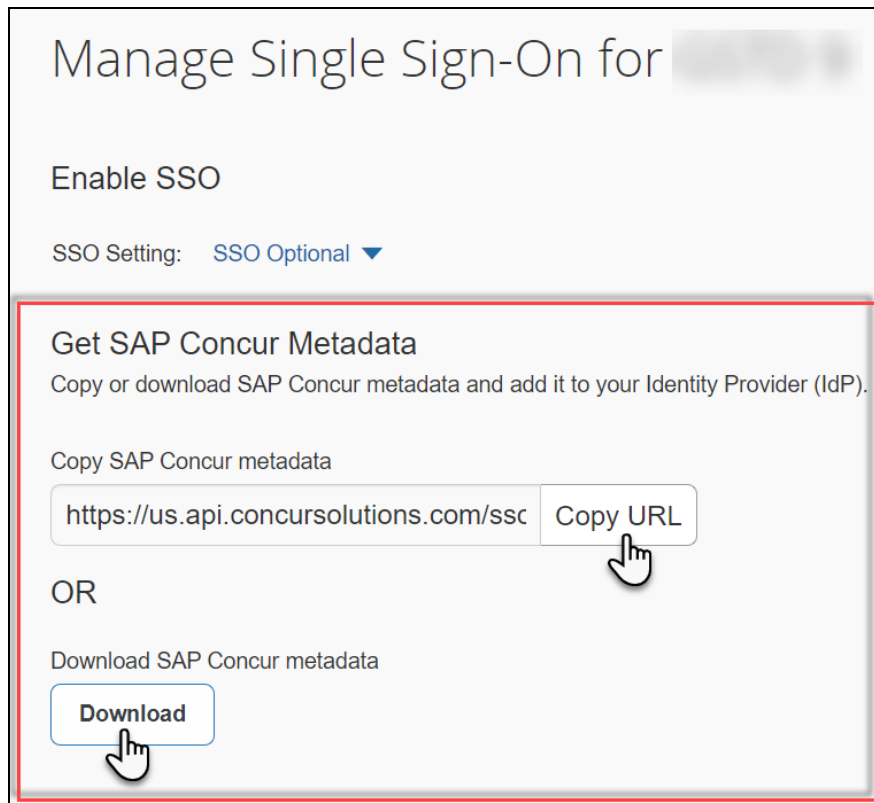 Manage Single Sign-On for
Enable SSO
SSO Setting: SSO Optional
Get SAP Concur Metadata
Copy or download SAP Concur metadata and add it to your Identity Provider (IdP).
Copy SAP Concur metadata
https://us.api.concursolutions.com/sso Copy URL
OR
Download SAP Concur metadata
Download